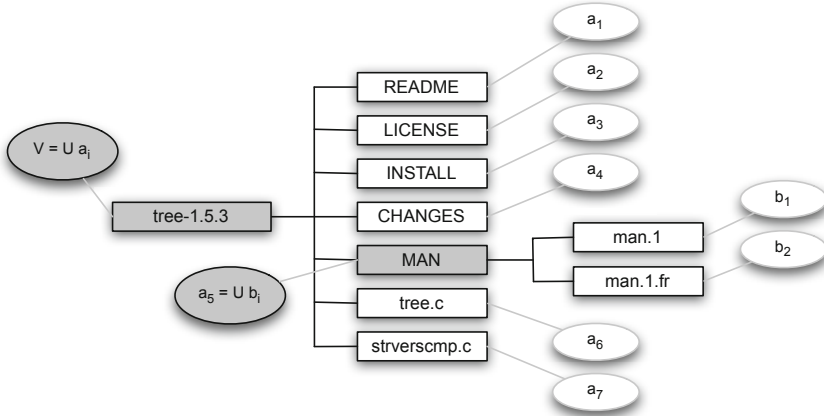 a1
README
a2
LICENSE
V = U ai
a3
INSTALL
a4
tree-1.5.3
CHANGES
b1
man.1
MAN
b2
man.1.fr
a5 = U bi
tree.c
a6
strverscmp.c
a7